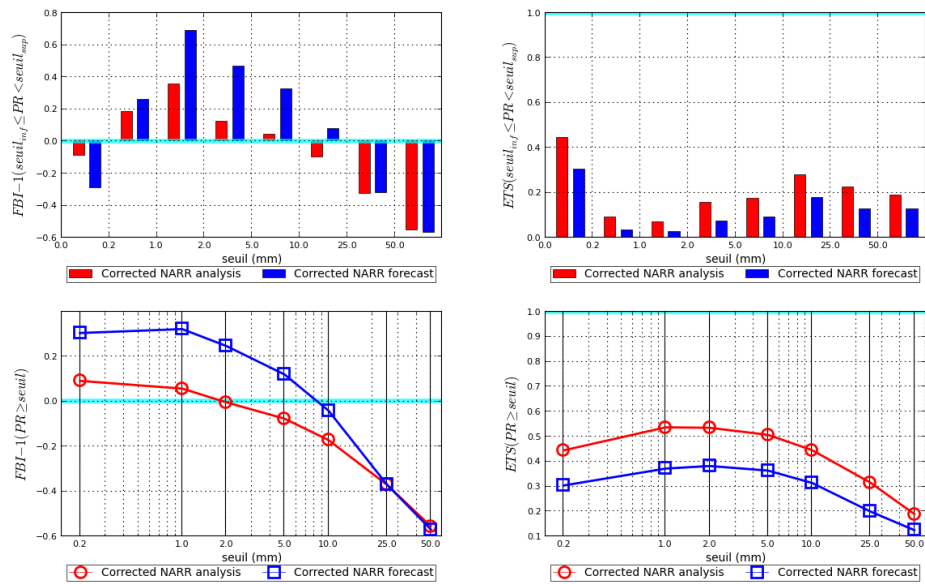 FBI−1(seuil_inf ≤ PR < seuil_sup)
0.8
0.6
0.4
0.2
0.0
−0.2
−0.4
−0.6
0.0 0.2 1.0 2.0 5.0 10.0 25.0 50.0
seuil (mm)
Corrected NARR analysis Corrected NARR forecast
ETS(seuil_inf ≤ PR < seuil_sup)
1.0
0.8
0.6
0.4
0.2
0.0
0.0 0.2 1.0 2.0 5.0 10.0 25.0 50.0
seuil (mm)
Corrected NARR analysis Corrected NARR forecast
FBI−1(PR ≥ seuil)
0.2
0.0
−0.2
−0.4
−0.6
0.2 1.0 2.0 5.0 10.0 25.0 50.0
seuil (mm)
Corrected NARR analysis Corrected NARR forecast
ETS(PR ≥ seuil)
1.0
0.9
0.8
0.7
0.6
0.5
0.4
0.3
0.2
0.1
0.2 1.0 2.0 5.0 10.0 25.0 50.0
seuil (mm)
Corrected NARR analysis Corrected NARR forecast